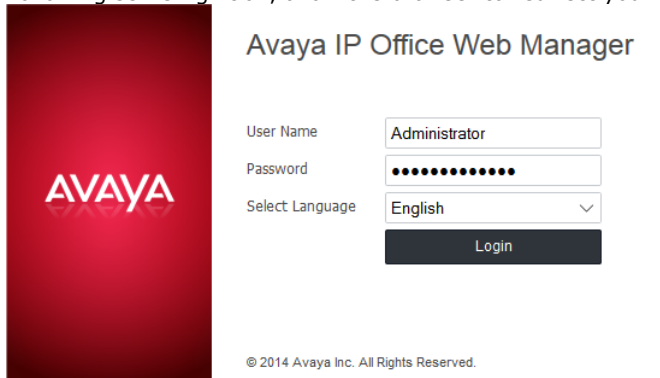 Avaya IP Office Web Manager
User Name
Administrator
Password
•••••••••••••
AVAYA
Select Language
English
Login
© 2014 Avaya Inc. All Rights Reserved.